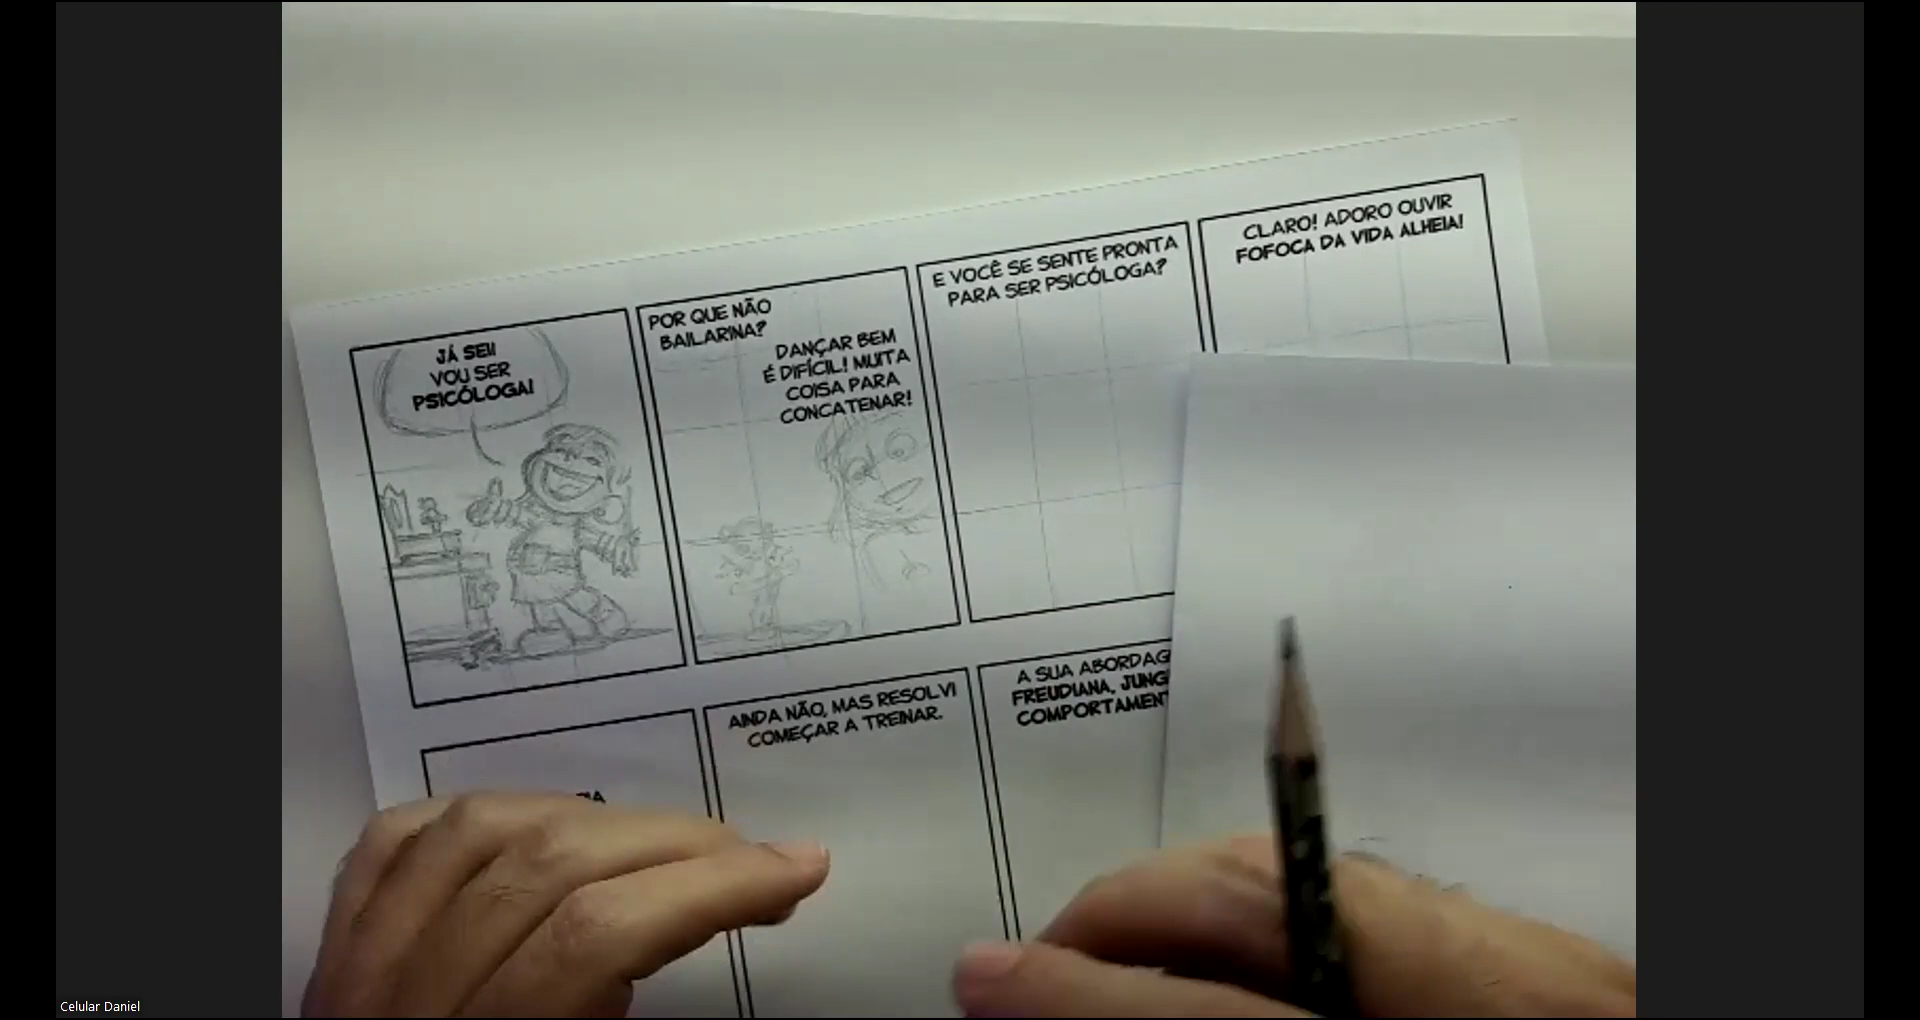 JÁ SEI!
VOU SER
PSICÓLOGA!
POR QUE NÃO
BAILARINA?
DANÇAR BEM
É DIFÍCIL! MUITA
COISA PARA
CONCATENAR!
E VOCÊ SE SENTE PRONTA
PARA SER PSICÓLOGA?
CLARO! ADORO OUVIR
FOFOCA DA VIDA ALHEIA!
AINDA NÃO, MAS RESOLVI
COMEÇAR A TREINAR.
A SUA
FREUDIANA,
Celular Daniel